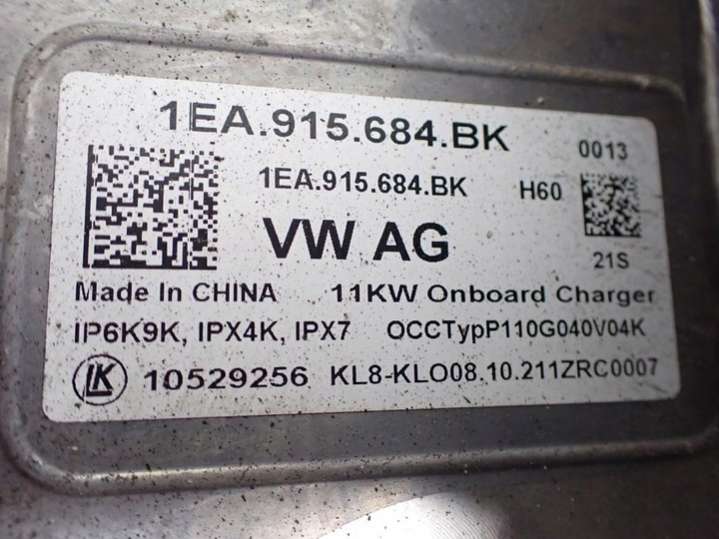 1EA.915.684.BK
0013
1EA.915.684.BK H60
VW AG
21S
Made In CHINA 11KW Onboard Charger
IP6K9K, IPX4K, IPX7 OCCTypP110G040V04K
LK 10529256 KL8-KLO08.10.211ZRC0007